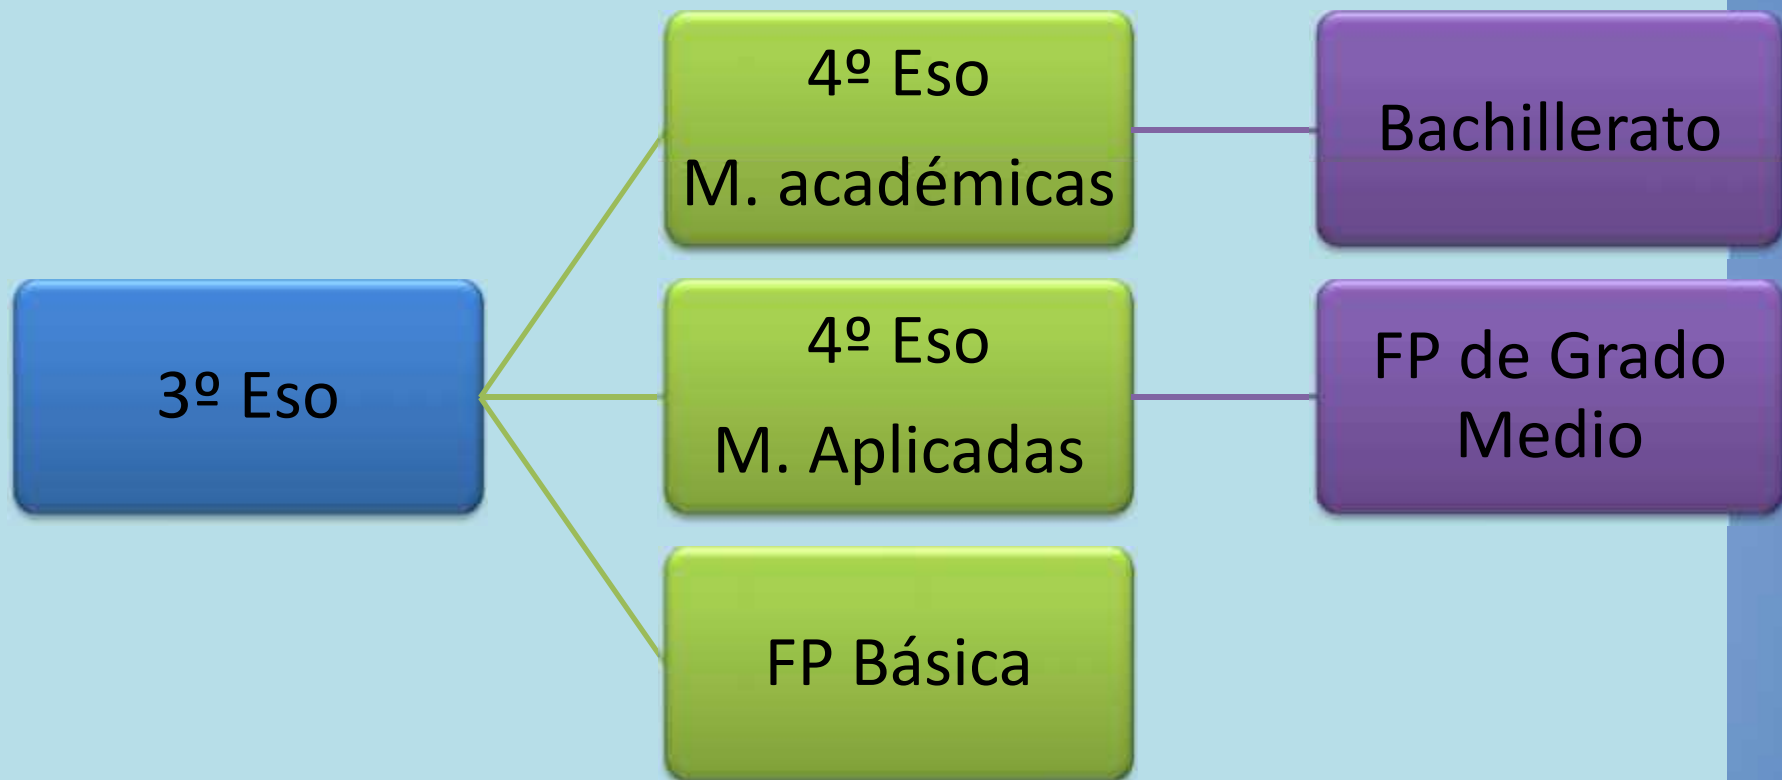 3º Eso
4º Eso
M. académicas
Bachillerato
4º Eso
M. Aplicadas
FP de Grado
Medio
FP Básica